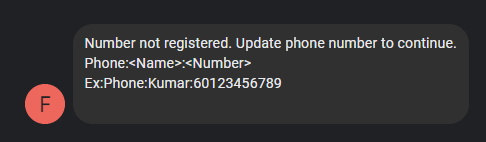 Number not registered. Update phone number to continue.
Phone:<Name>:<Number>
Ex:Phone:Kumar:60123456789
F